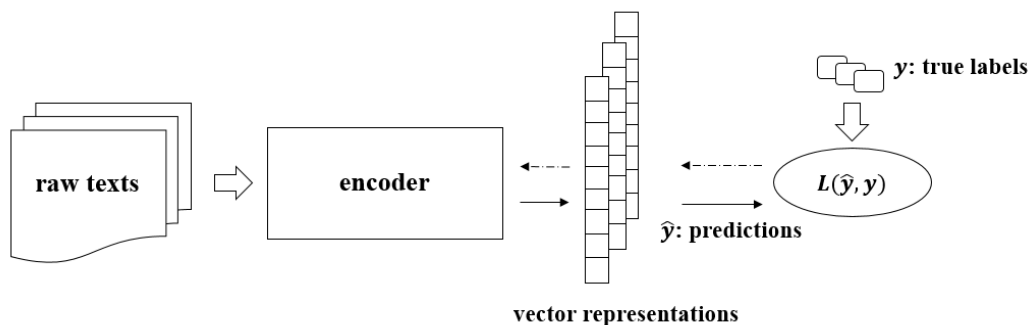 y: true labels
raw texts
encoder
L(ŷ, y)
ŷ: predictions
vector representations